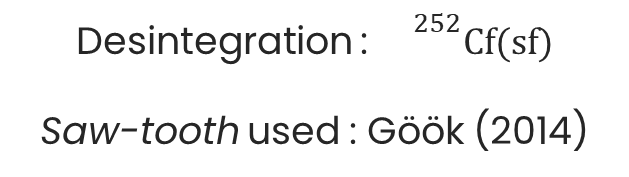 Desintegration : ²⁵²Cf(sf)
Saw-tooth used : Göök (2014)